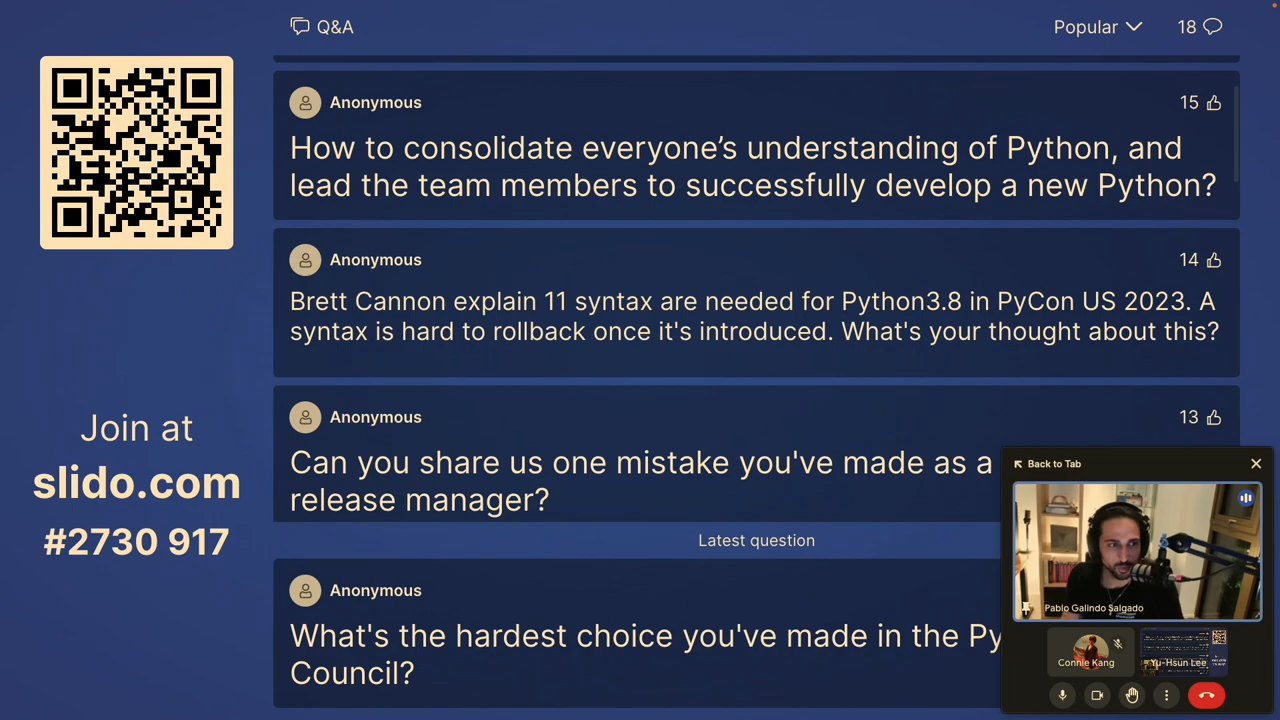 Q&A
Popular
18
Anonymous
15
How to consolidate everyone’s understanding of Python, and
lead the team members to successfully develop a new Python?
Anonymous
14
Brett Cannon explain 11 syntax are needed for Python3.8 in PyCon US 2023. A
syntax is hard to rollback once it's introduced. What's your thought about this?
Anonymous
13
Can you share us one mistake you've made as a
release manager?
Latest question
Anonymous
What's the hardest choice you've made in the Py
Council?
Join at
slido.com
#2730 917
Back to Tab
Pablo Galindo Salgado
Connie Kang
Yu-Hsun Lee